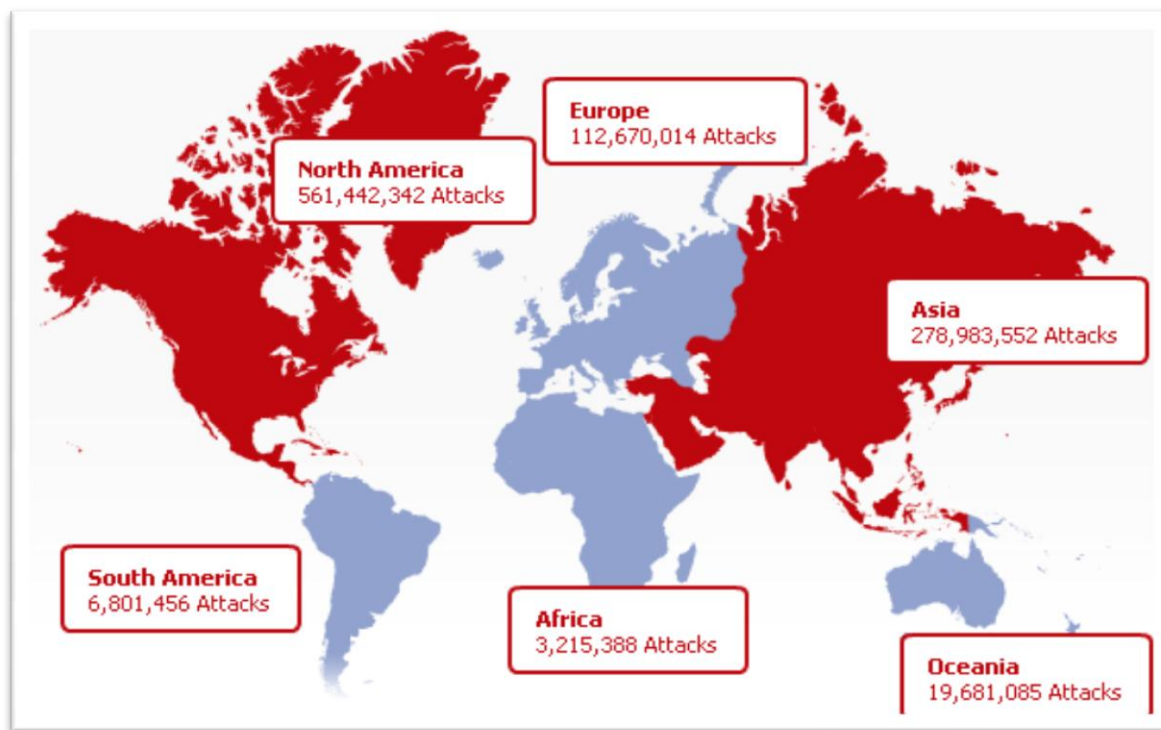 Europe
112,670,014 Attacks
North America
561,442,342 Attacks
Asia
278,983,552 Attacks
South America
6,801,456 Attacks
Africa
3,215,388 Attacks
Oceania
19,681,085 Attacks